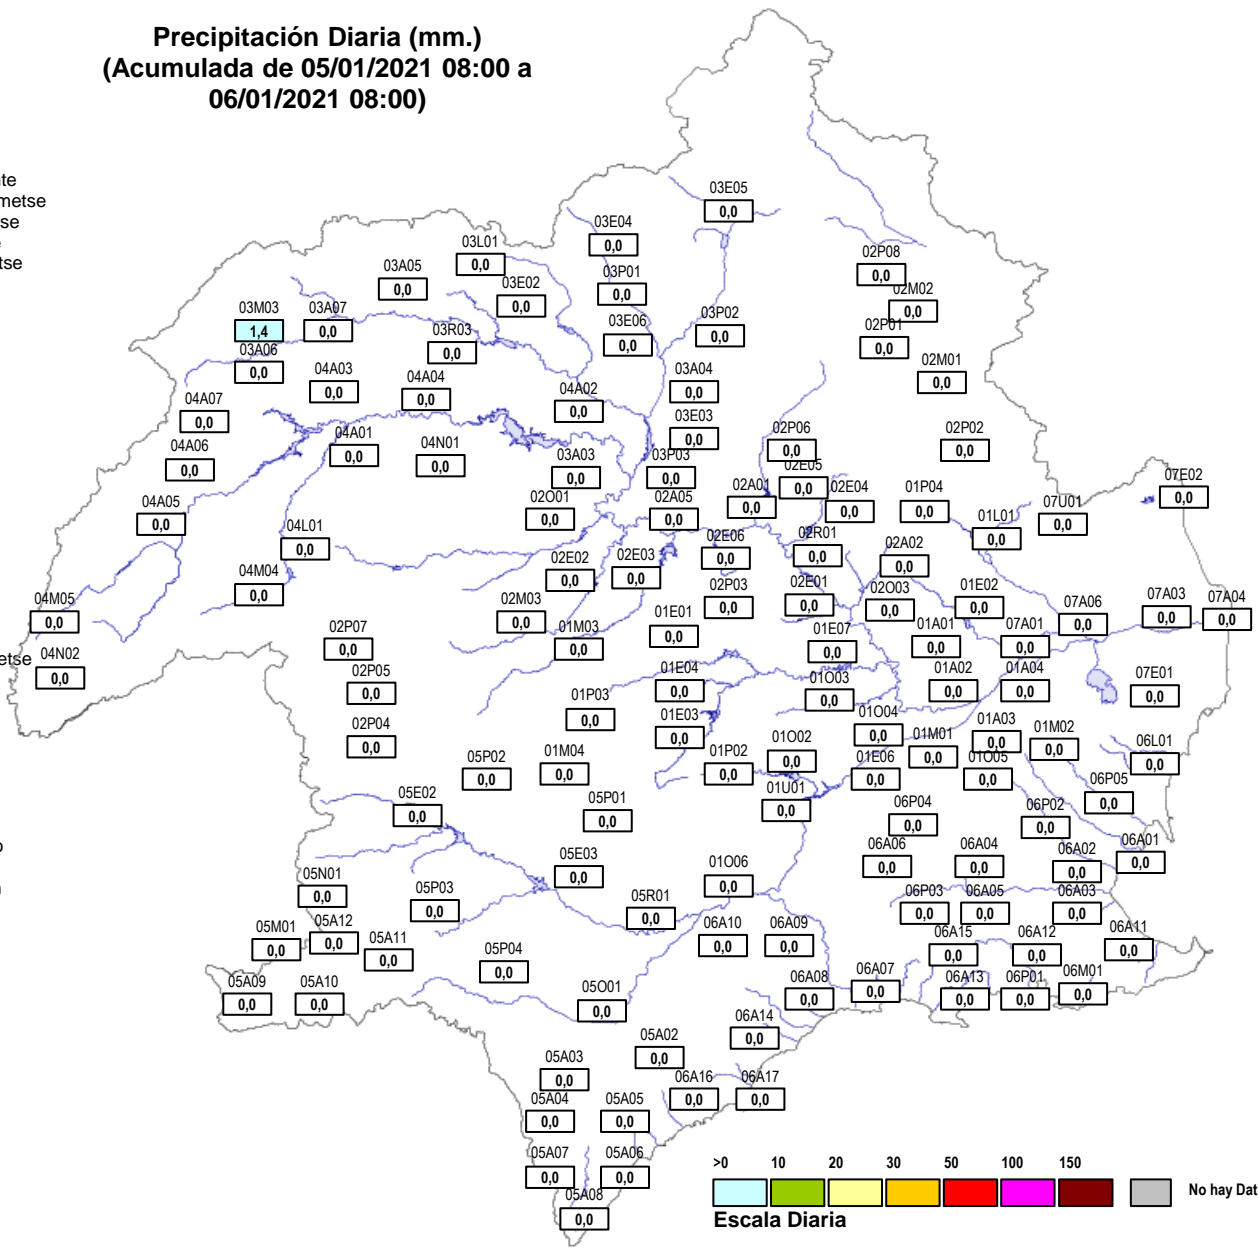 Precipitación Diaria (mm.)
(Acumulada de 05/01/2021 08:00 a
06/01/2021 08:00)
te
metse
se
tse
03E05
0,0
03E04
0,0
03L01
0,0
02P08
0,0
03A05
0,0
03P01
0,0
03E02
0,0
02M02
0,0
03M03
1,4
03A07
0,0
03P02
0,0
03E06
0,0
03R03
0,0
02P01
0,0
03A06
0,0
02M01
0,0
04A03
0,0
04A04
0,0
03A04
0,0
04A02
0,0
04A07
0,0
03E03
0,0
02P06
0,0
02P02
0,0
04A01
0,0
04N01
0,0
04A06
0,0
03A03
0,0
03P03
0,0
02E05
0,0
07E02
0,0
02A01
0,0
02E04
0,0
01P04
0,0
04A05
0,0
02O01
0,0
02A05
0,0
07U01
0,0
01L01
0,0
04L01
0,0
02E06
0,0
02R01
0,0
02A02
0,0
02E02
0,0
02E03
0,0
04M04
0,0
02P03
0,0
02E01
0,0
02O03
0,0
01E02
0,0
04M05
0,0
02M03
0,0
07A06
0,0
07A03
0,0
07A04
0,0
01E01
0,0
02P07
0,0
01M03
0,0
01E07
0,0
01A01
0,0
07A01
0,0
etse
04N02
0,0
02P05
0,0
01E04
0,0
01O03
0,0
01A02
0,0
01A04
0,0
07E01
0,0
01P03
0,0
02P04
0,0
01E03
0,0
01O04
0,0
01A03
0,0
01M02
0,0
05P02
0,0
01M04
0,0
01P02
0,0
01O02
0,0
01M01
0,0
01E06
0,0
01O05
0,0
06L01
0,0
05E02
0,0
05P01
0,0
01U01
0,0
06P04
0,0
06P02
0,0
06P05
0,0
o
05E03
0,0
01O06
0,0
06A06
0,0
06A04
0,0
06A02
0,0
06A01
0,0
05N01
0,0
05P03
0,0
05R01
0,0
06P03
0,0
06A05
0,0
06A03
0,0
05M01
0,0
05A12
0,0
05A11
0,0
05P04
0,0
06A10
0,0
06A09
0,0
06A15
0,0
06A12
0,0
06A11
0,0
05A09
0,0
05A10
0,0
05O01
0,0
06A08
0,0
06A07
0,0
06A13
0,0
06P01
0,0
06M01
0,0
06A14
0,0
05A02
0,0
05A03
0,0
06A16
0,0
06A17
0,0
05A04
0,0
05A05
0,0
05A07
0,0
05A06
0,0
05A08
0,0
>0 10 20 30 50 100 150
No hay Dat
Escala Diaria